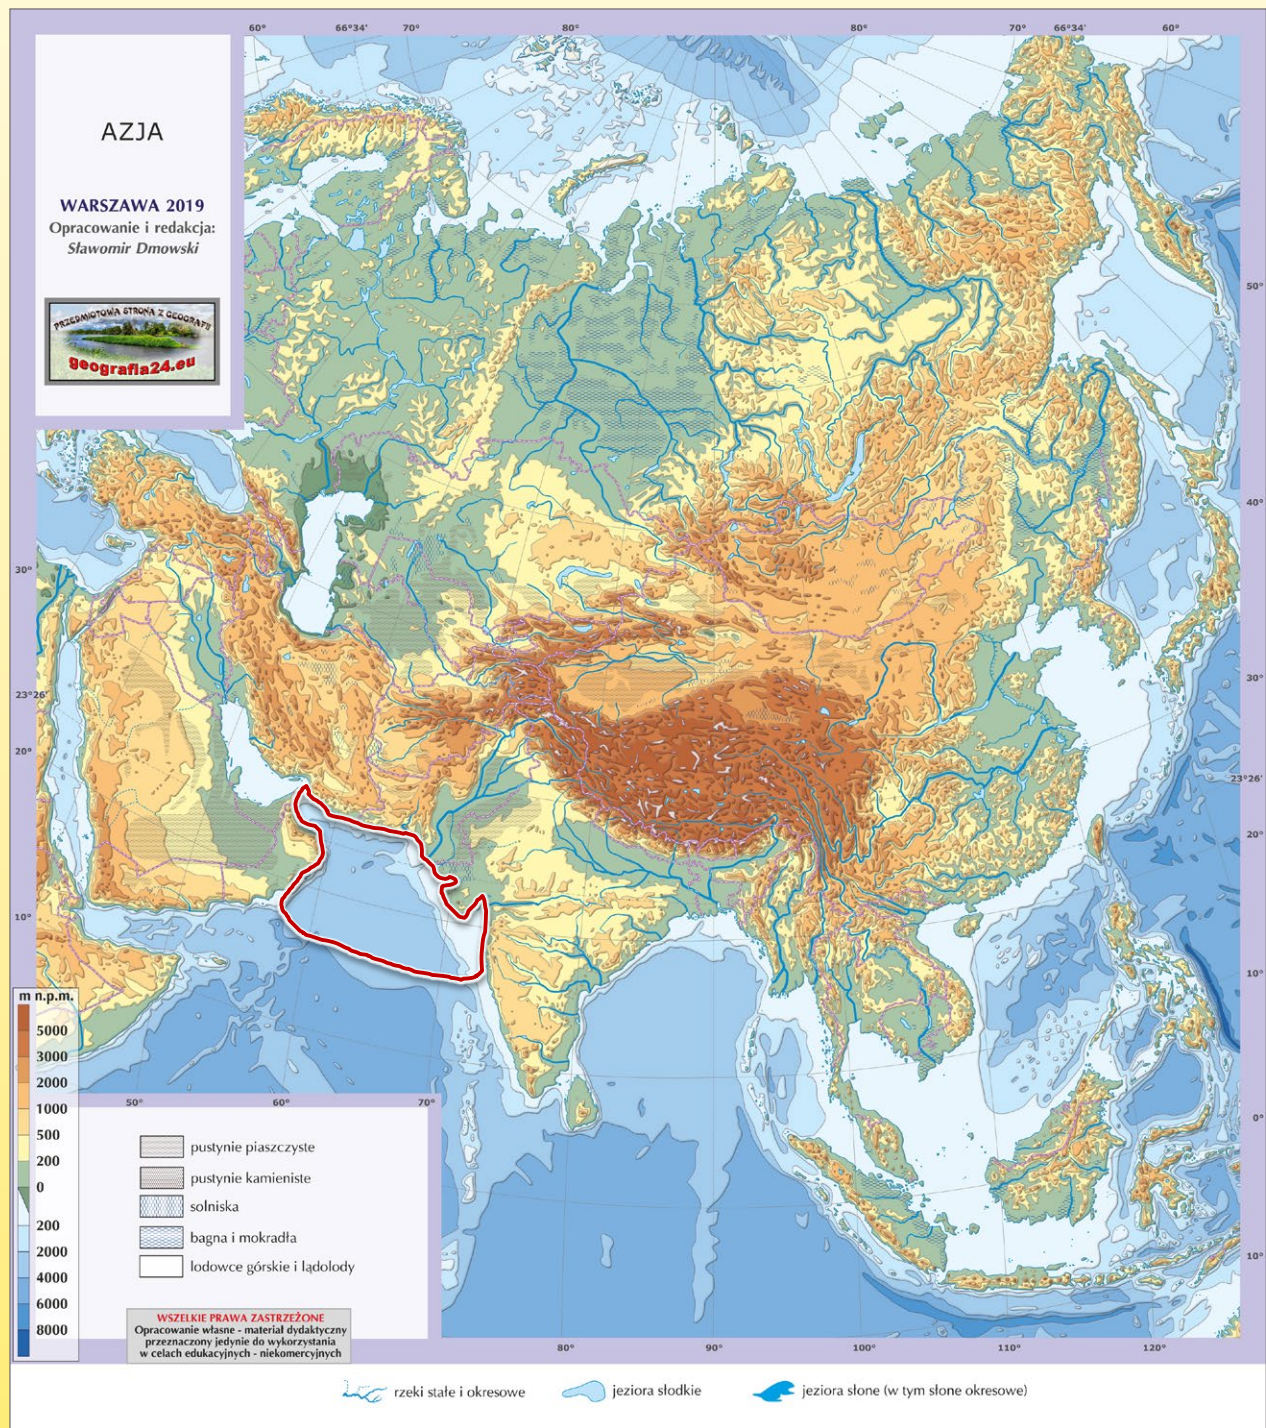 60° 66°34' 70° 80° 80° 70° 66°34' 60°
AZJA
WARSZAWA 2019
Opracowanie i redakcja:
Sławomir Dmowski
PRZEDMIOTOWA STRONA Z GEOGRAFII
geografia24.eu
50°
40°
30°
30°
23°26'
20°
23°26'
20°
10°
10°
m n.p.m.
5000
3000
2000
1000
500
200
0
200
2000
4000
6000
8000
50° 60° 70°
0°
10°
pustynie piaszczyste
pustynie kamieniste
solniska
bagna i mokradła
lodowce górskie i lądolody
WSZELKIE PRAWA ZASTRZEŻONE
Opracowanie własne - materiał dydaktyczny
przeznaczony jedynie do wykorzystania
w celach edukacyjnych - niekomercyjnych
80° 90° 100° 110° 120°
rzeki stałe i okresowe
jeziora słodkie
jeziora słone (w tym słone okresowe)